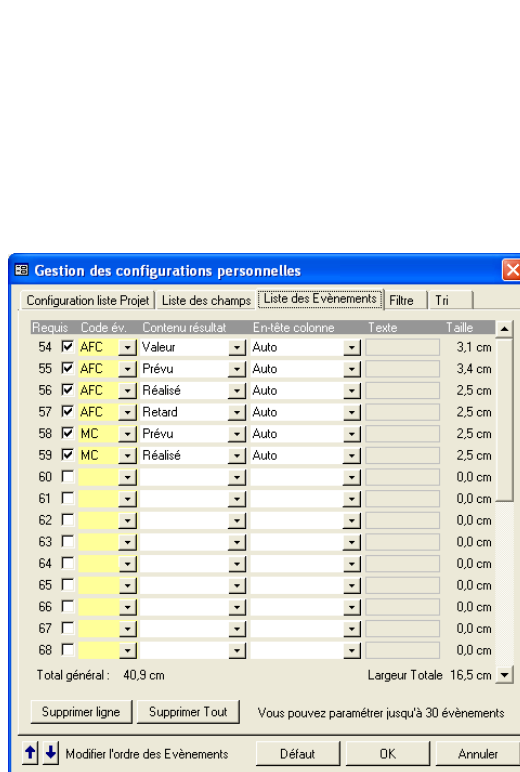 Gestion des configurations personnelles
Configuration liste Projet Liste des champs Liste des Evènements Filtre Tri
Requis Code év. Contenu résultat En-tête colonne Texte Taille
54 AFC Valeur Auto 3,1 cm
55 AFC Prévu Auto 3,4 cm
56 AFC Réalisé Auto 2,5 cm
57 AFC Retard Auto 2,5 cm
58 MC Prévu Auto 2,5 cm
59 MC Réalisé Auto 2,5 cm
60 0,0 cm
61 0,0 cm
62 0,0 cm
63 0,0 cm
64 0,0 cm
65 0,0 cm
66 0,0 cm
67 0,0 cm
68 0,0 cm
Total général : 40,9 cm Largeur Totale 16,5 cm
Supprimer ligne Supprimer Tout Vous pouvez paramétrer jusqu'à 30 évènements
Modifier l'ordre des Evènements Défaut OK Annuler